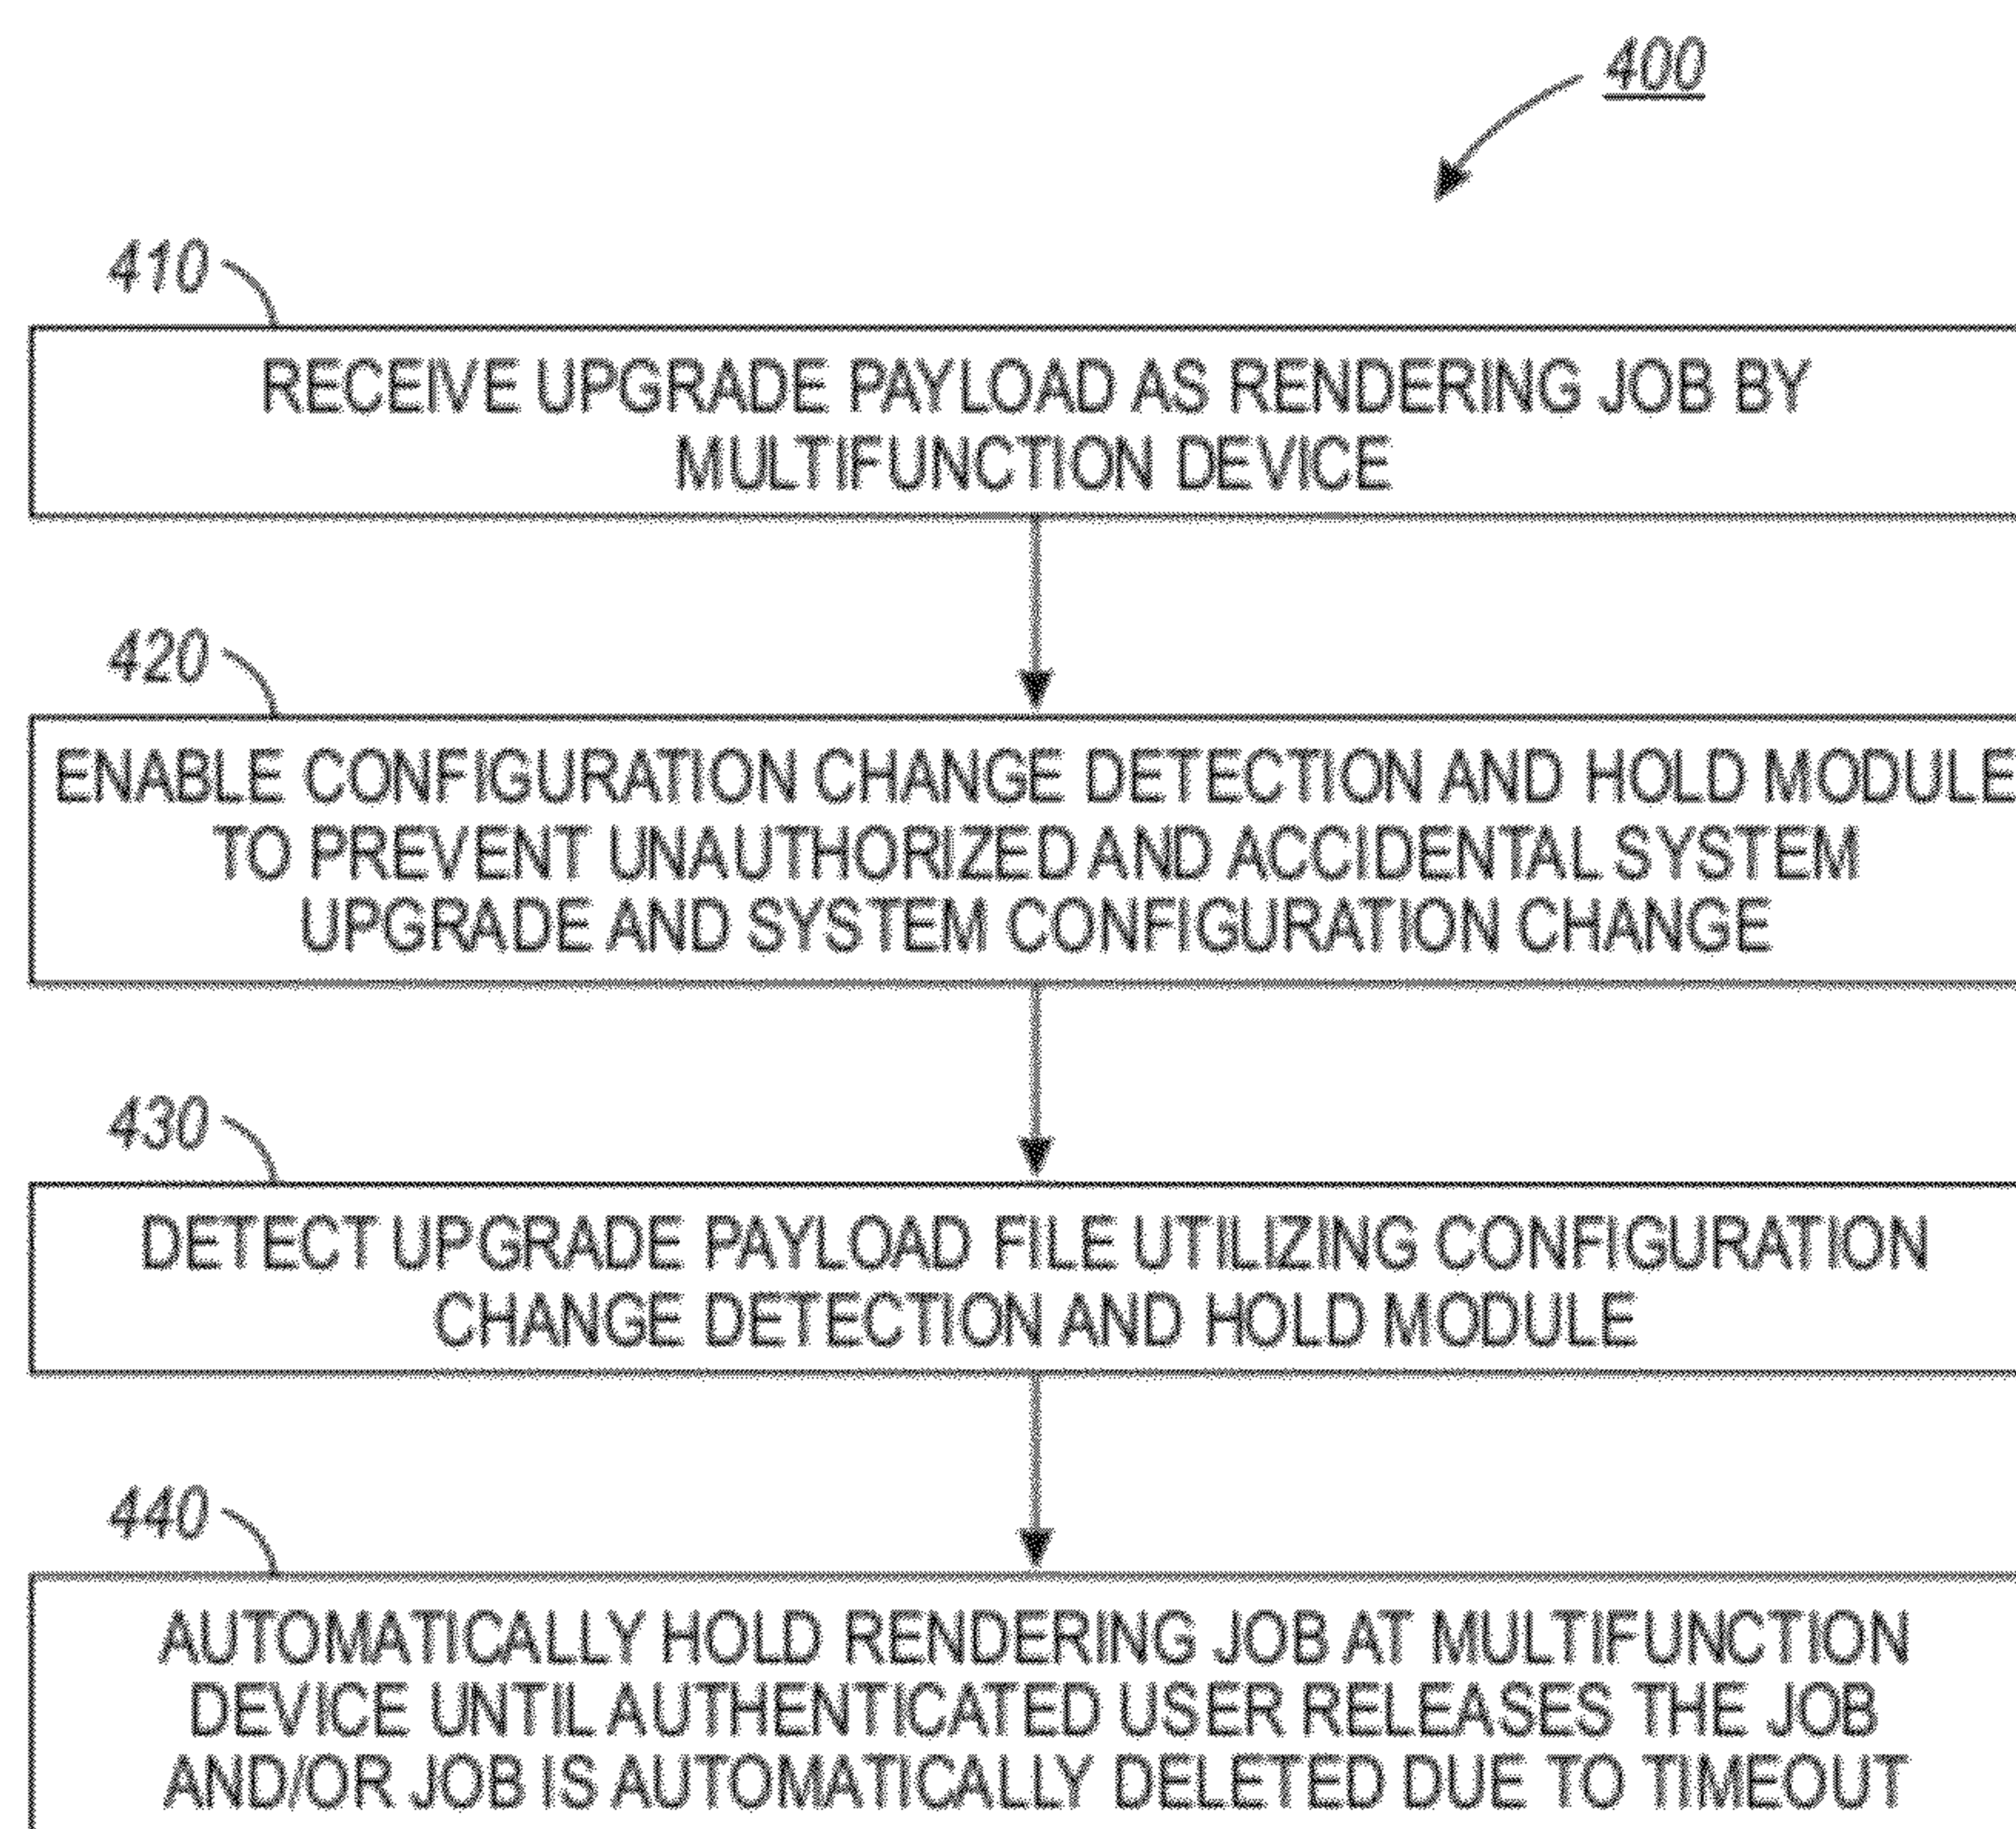 400
410
RECEIVE UPGRADE PAYLOAD AS RENDERING JOB BY
MULTIFUNCTION DEVICE
420
ENABLE CONFIGURATION CHANGE DETECTION AND HOLD MODULE
TO PREVENT UNAUTHORIZED AND ACCIDENTAL SYSTEM
UPGRADE AND SYSTEM CONFIGURATION CHANGE
430
DETECT UPGRADE PAYLOAD FILE UTILIZING CONFIGURATION
CHANGE DETECTION AND HOLD MODULE
440
AUTOMATICALLY HOLD RENDERING JOB AT MULTIFUNCTION
DEVICE UNTIL AUTHENTICATED USER RELEASES THE JOB
AND/OR JOB IS AUTOMATICALLY DELETED DUE TO TIMEOUT